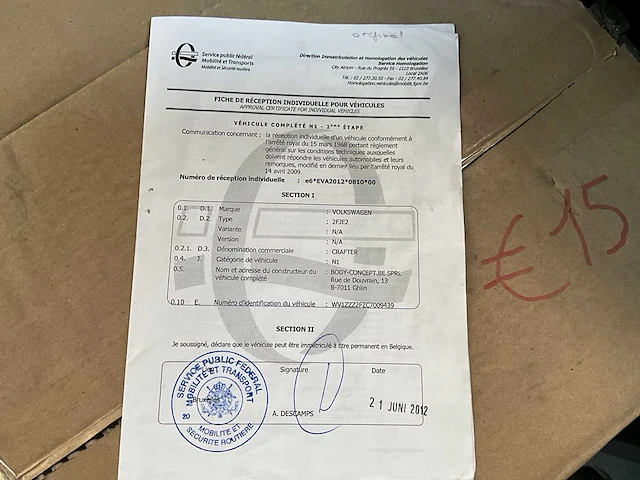 original
Service public fédéral
Mobilité et Transports
Mobilité et Sécurité routière
Direction Immatriculation et Homologation des véhicules
Service Homologation
City Atrium - Rue du Progrès 56 - 1210 Bruxelles
Local 2A06
Tél. : 02 / 277.30.50 - Fax : 02 / 277.40.84
Homologation.vehicules@mobilit.fgov.be
FICHE DE RÉCEPTION INDIVIDUELLE POUR VÉHICULES
APPROVAL CERTIFICATE FOR INDIVIDUAL VEHICLES
VÉHICULE COMPLÉTÉ N1 - 2ième ÉTAPE
Communication concernant : la réception individuelle d'un véhicule conformément à
l'arrêté royal du 15 mars 1968 portant règlement
général sur les conditions techniques auxquelles
doivent répondre les véhicules automobiles et leurs
remorques, modifié en dernier lieu par l'arrêté royal du
14 avril 2009.
Numéro de réception individuelle : e6*EVA2012*0810*00
SECTION I
0.1. D.1. Marque : VOLKSWAGEN
0.2. D.2. Type : 2FJE2
Variante : N/A
Version : N/A
0.2.1. D.3. Dénomination commerciale : CRAFTER
0.4. J. Catégorie de véhicule : N1
0.5. Nom et adresse du constructeur du : BODY-CONCEPT.BE SPRL
véhicule complété Rue de Douvrain, 13
B-7011 Ghlin
0.10 E. Numéro d'identification du véhicule : WV1ZZZ2FZC7009439
SECTION II
Je soussigné, déclare que le véhicule peut être immatriculé à titre permanent en Belgique.
Signature Date
SERVICE PUBLIC FÉDÉRAL
MOBILITÉ ET TRANSPORT
20
MOBILITÉ ET
SÉCURITÉ ROUTIÈRE
A. DESCAMPS
21 JUNI 2012
€15